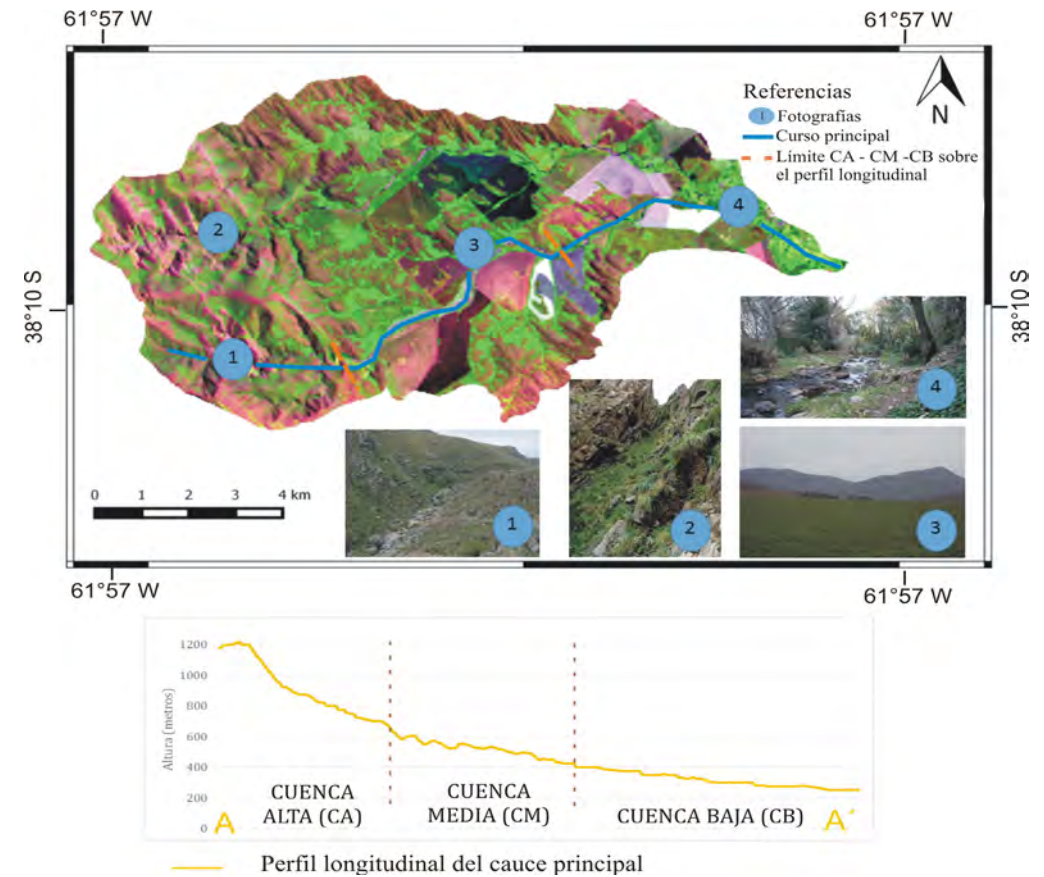 61°57 W
61°57 W
Referencias
1 Fotografías
Curso principal
Límite CA - CM -CB sobre
el perfil longitudinal
N
2
4
3
1
38°10 S
38°10 S
4
0 1 2 3 4 km
1
2
3
61°57 W
61°57 W
Altura (metros)
1200
1000
800
600
400
200
0
A
CUENCA
ALTA (CA)
CUENCA
MEDIA (CM)
CUENCA BAJA (CB)
A´
Perfil longitudinal del cauce principal